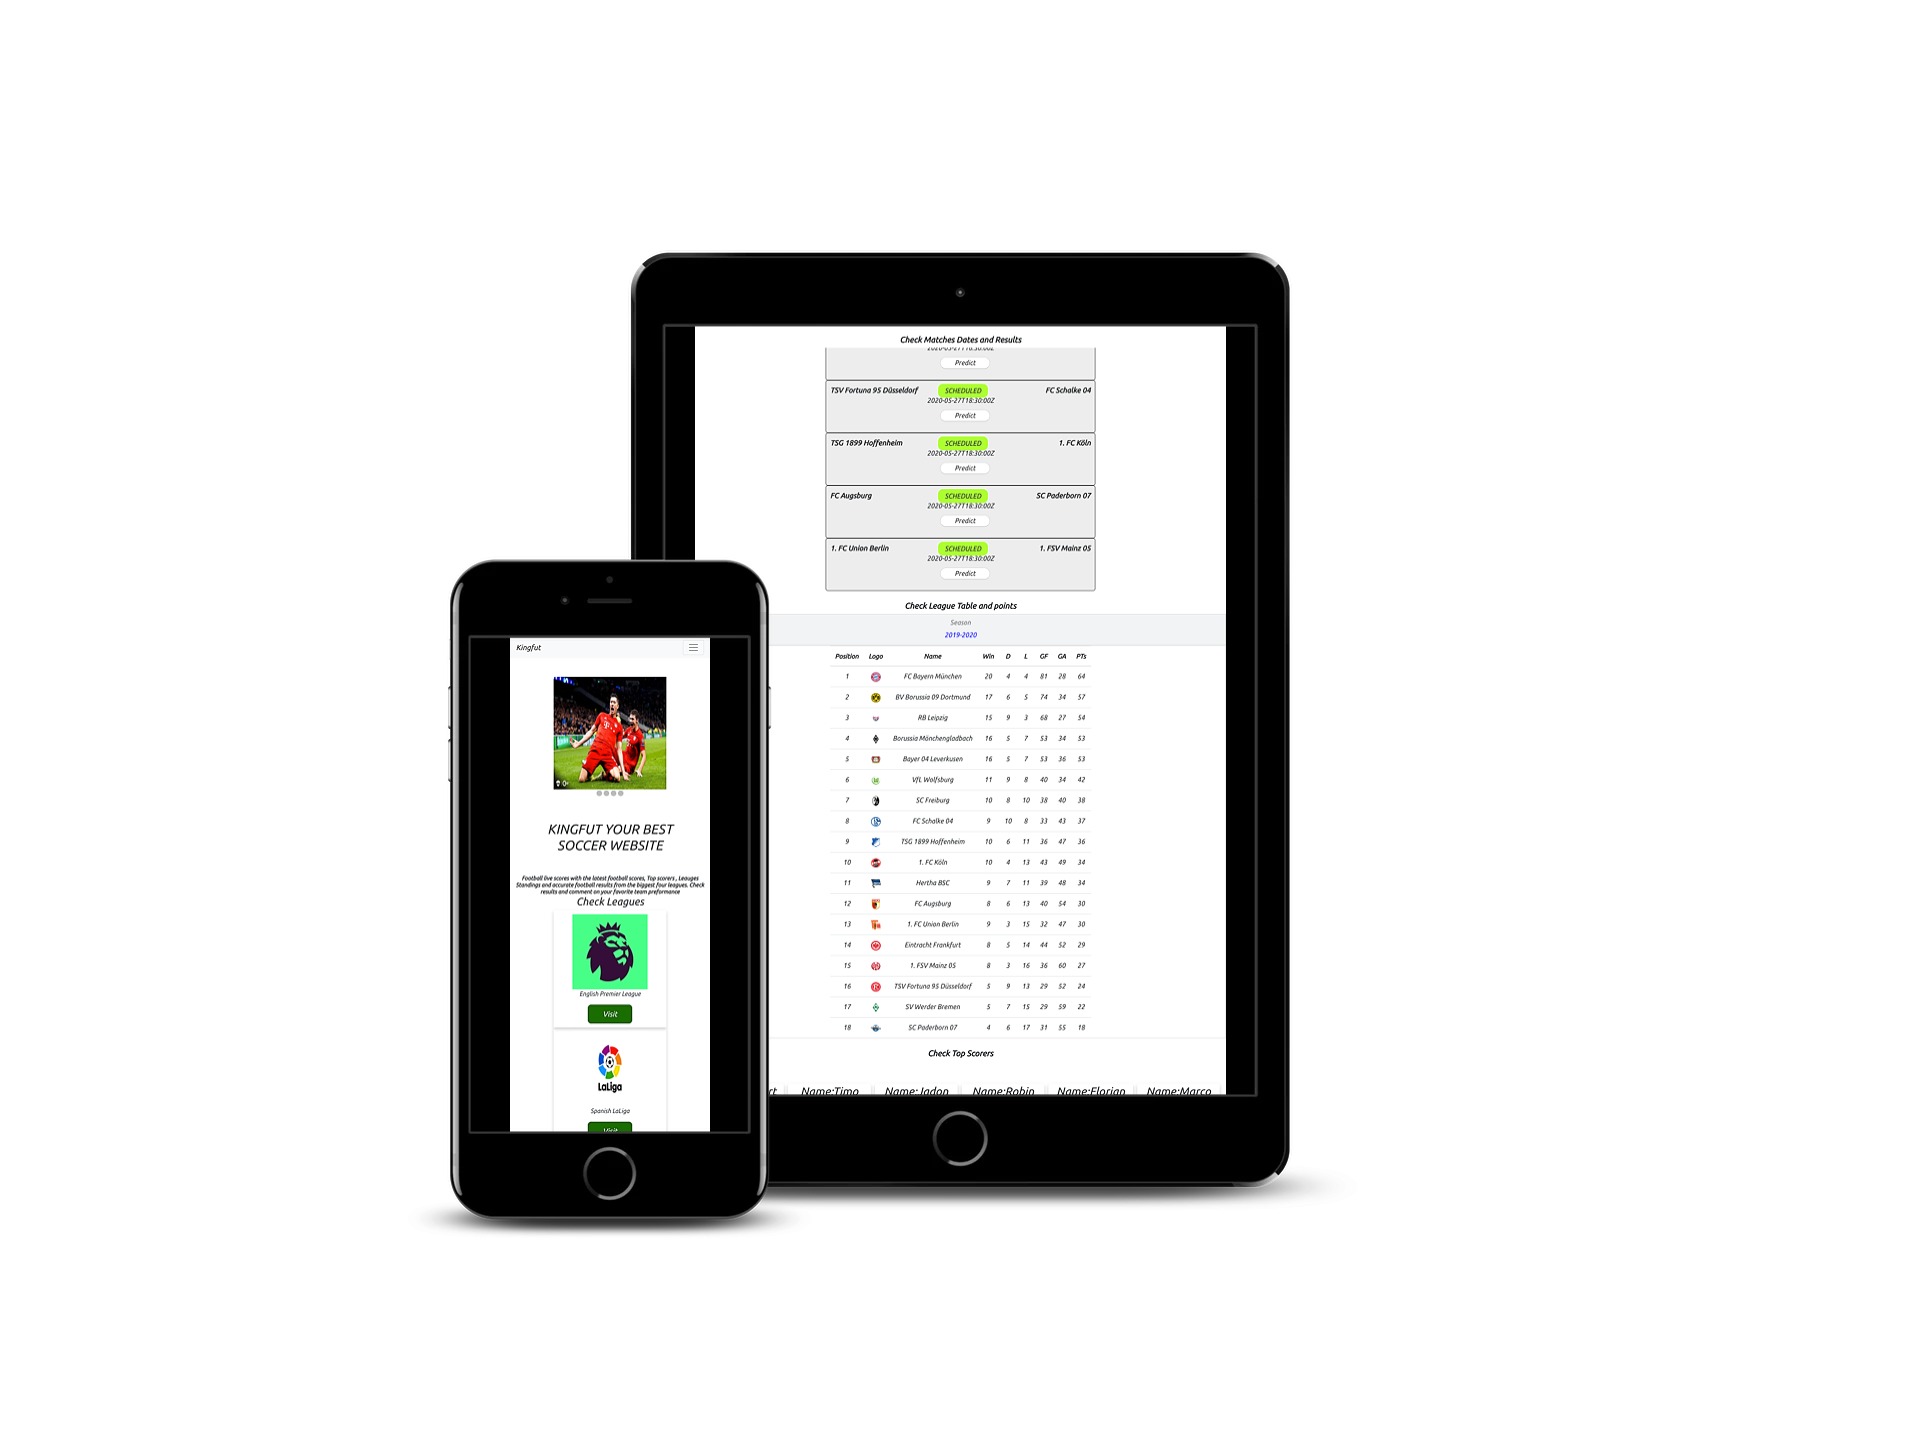 Check Matches Dates and Results
2020-05-27T16:30:00Z
Predict
TSV Fortuna 95 Düsseldorf SCHEDULED FC Schalke 04
2020-05-27T18:30:00Z
Predict
TSG 1899 Hoffenheim SCHEDULED 1. FC Köln
2020-05-27T18:30:00Z
Predict
FC Augsburg SCHEDULED SC Paderborn 07
2020-05-27T18:30:00Z
Predict
1. FC Union Berlin SCHEDULED 1. FSV Mainz 05
2020-05-27T18:30:00Z
Predict
Check League Table and points
Season
2019-2020
Position Logo Name Win D L GF GA PTs
1 FC Bayern München 20 4 4 81 28 64
2 BV Borussia 09 Dortmund 17 6 5 74 34 57
3 RB Leipzig 15 9 3 68 27 54
4 Borussia Mönchengladbach 16 5 7 53 34 53
5 Bayer 04 Leverkusen 16 5 7 53 36 53
6 VfL Wolfsburg 11 9 8 40 34 42
7 SC Freiburg 10 8 10 38 40 38
8 FC Schalke 04 9 10 8 33 43 37
9 TSG 1899 Hoffenheim 10 6 11 36 47 36
10 1. FC Köln 10 4 13 43 49 34
11 Hertha BSC 9 7 11 39 48 34
12 FC Augsburg 8 6 13 40 54 30
13 1. FC Union Berlin 9 3 15 32 47 30
14 Eintracht Frankfurt 8 5 14 44 52 29
15 1. FSV Mainz 05 8 3 16 36 60 27
16 TSV Fortuna 95 Düsseldorf 5 9 13 29 52 24
17 SV Werder Bremen 5 7 15 29 59 22
18 SC Paderborn 07 4 6 17 31 55 18
Check Top Scorers
rt Name:Timo Name:Jadon Name:Robin Name:Florian Name:Marco
Kingfut
KINGFUT YOUR BEST
SOCCER WEBSITE
Football live scores with the latest football scores, Top scorers , Leauges
Standings and accurate football results from the biggest four leagues. Check
results and comment on your favorite team preformance
Check Leagues
English Premier League
Visit
LaLiga
Spanish LaLiga
Visit